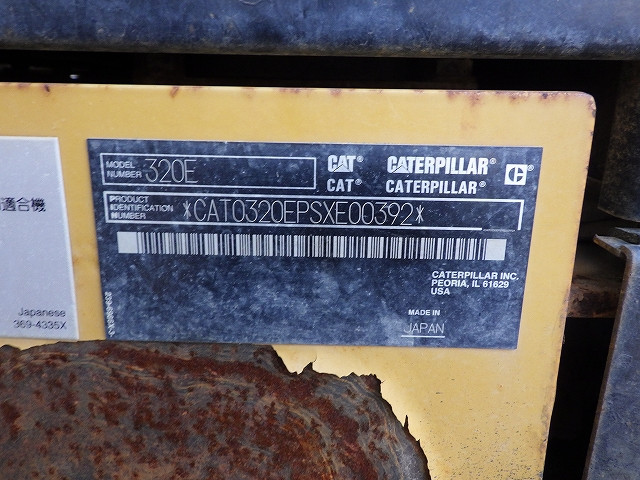 適合機
Japanese
369-4335X
MODEL NUMBER 320E
CAT® CATERPILLAR® C
CAT® CATERPILLAR®
PRODUCT IDENTIFICATION NUMBER *CAT0320EPSXE00392*
CATERPILLAR INC.
PEORIA, IL 61629
USA
MADE IN
JAPAN